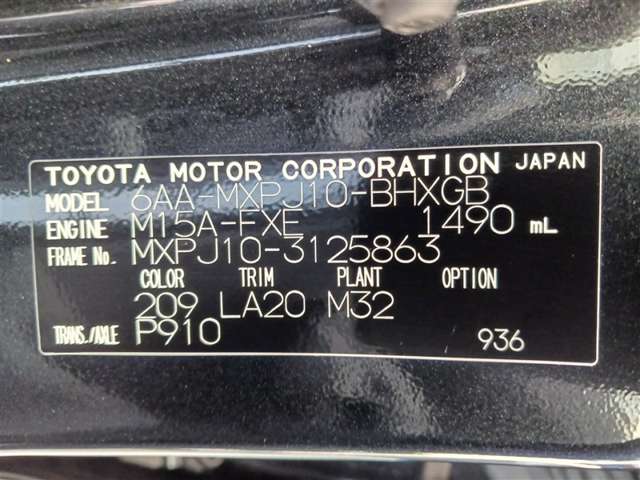 TOYOTA MOTOR CORPORATION JAPAN
MODEL 6AA-MXPJ10-BHXGB
ENGINE M15A-FXE 1490 mL
FRAME No. MXPJ10-3125863
COLOR TRIM PLANT OPTION
209 LA20 M32
TRANS./AXLE P910 936